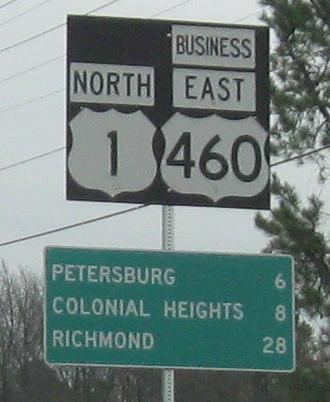 BUSINESS
NORTH EAST
1 460
PETERSBURG 6
COLONIAL HEIGHTS 8
RICHMOND 28